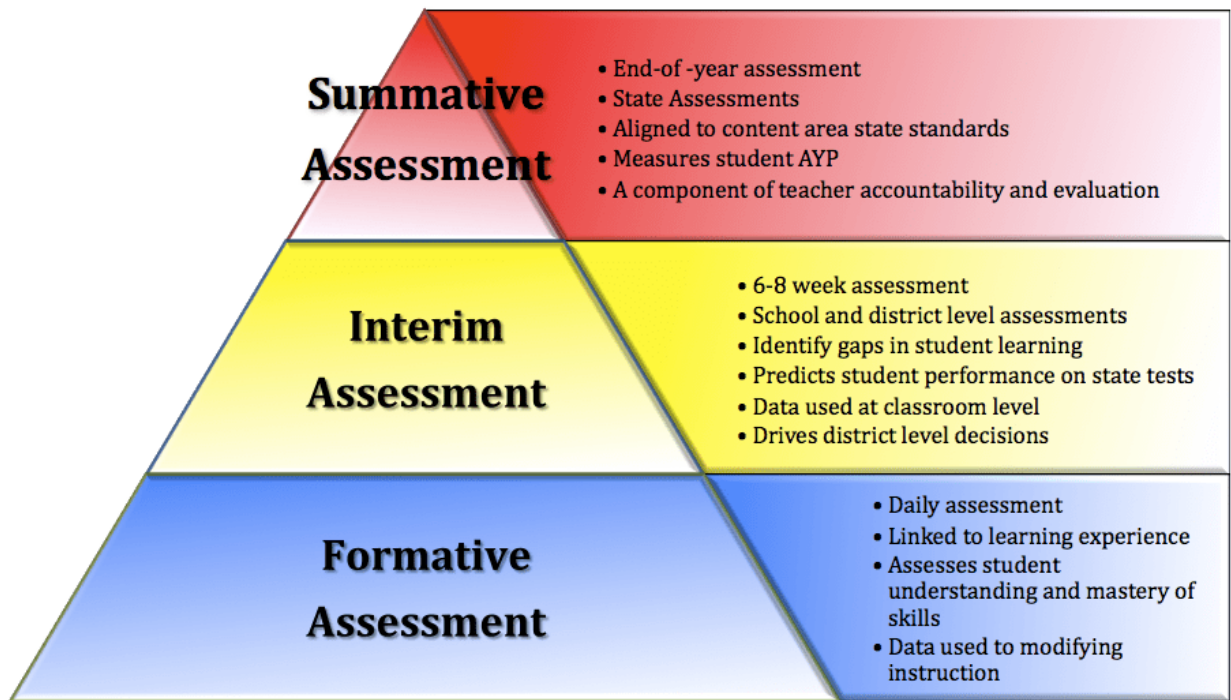 Summative
Assessment
• End-of -year assessment
• State Assessments
• Aligned to content area state standards
• Measures student AYP
• A component of teacher accountability and evaluation
Interim
Assessment
• 6-8 week assessment
• School and district level assessments
• Identify gaps in student learning
• Predicts student performance on state tests
• Data used at classroom level
• Drives district level decisions
Formative
Assessment
• Daily assessment
• Linked to learning experience
• Assesses student
understanding and mastery of
skills
• Data used to modifying
instruction